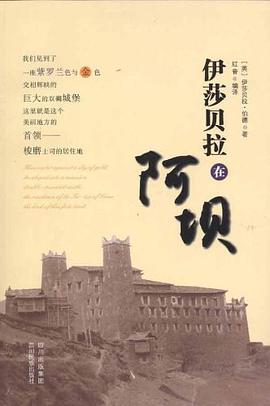 我们见到了
一座紫罗兰色与金色
交相辉映的
巨大的双碉城堡
这里就是这个
美丽地方的
首领——
梭磨土司的居住地
[英]伊莎贝拉·伯德 著
红音 编译
伊莎贝拉
在
阿坝
四川出版集团
四川民族出版社